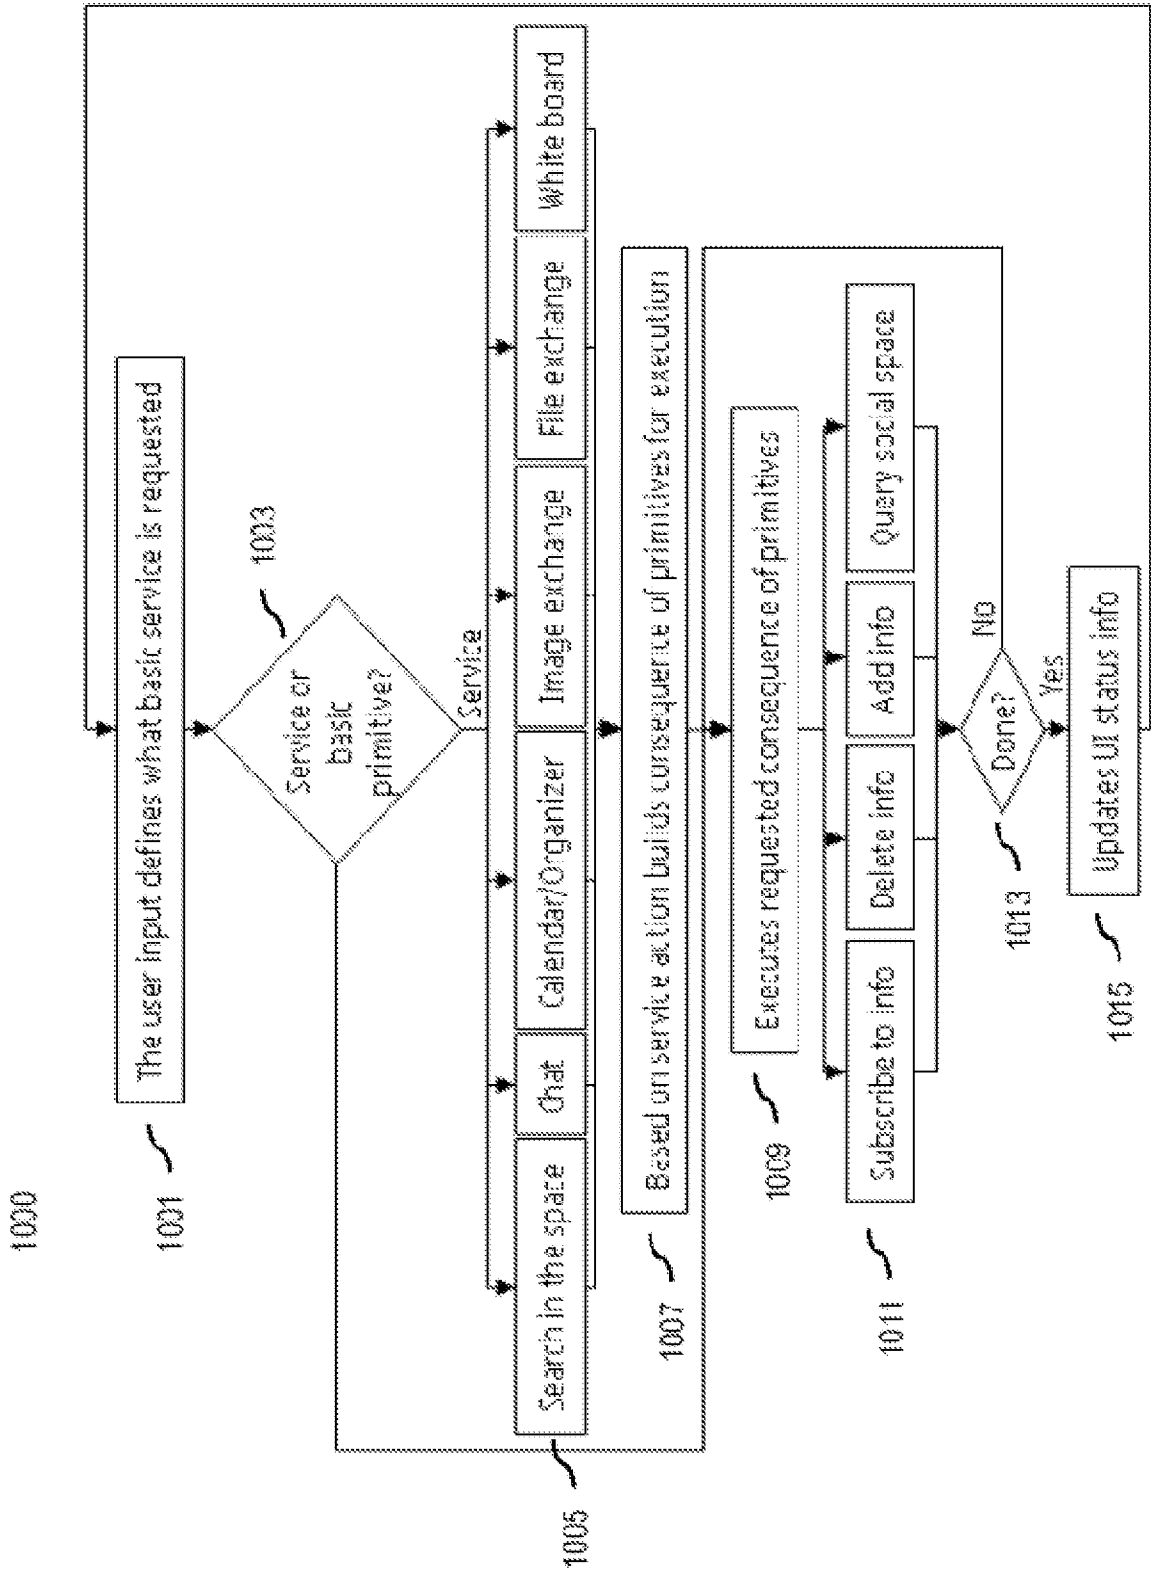 1000
1001
The user input defines what basic service is requested
1003
Service or
basic
primitive?
Service
1005
Search in the space
Chat
Calendar/Organizer
Image exchange
File exchange
White board
1007
Based on service action builds consequence of primitives for execution
1009
Executes requested consequence of primitives
1011
Subscribe to info
Delete info
Add info
Query social space
1013
Done?
No
Yes
1015
Updates UI status info